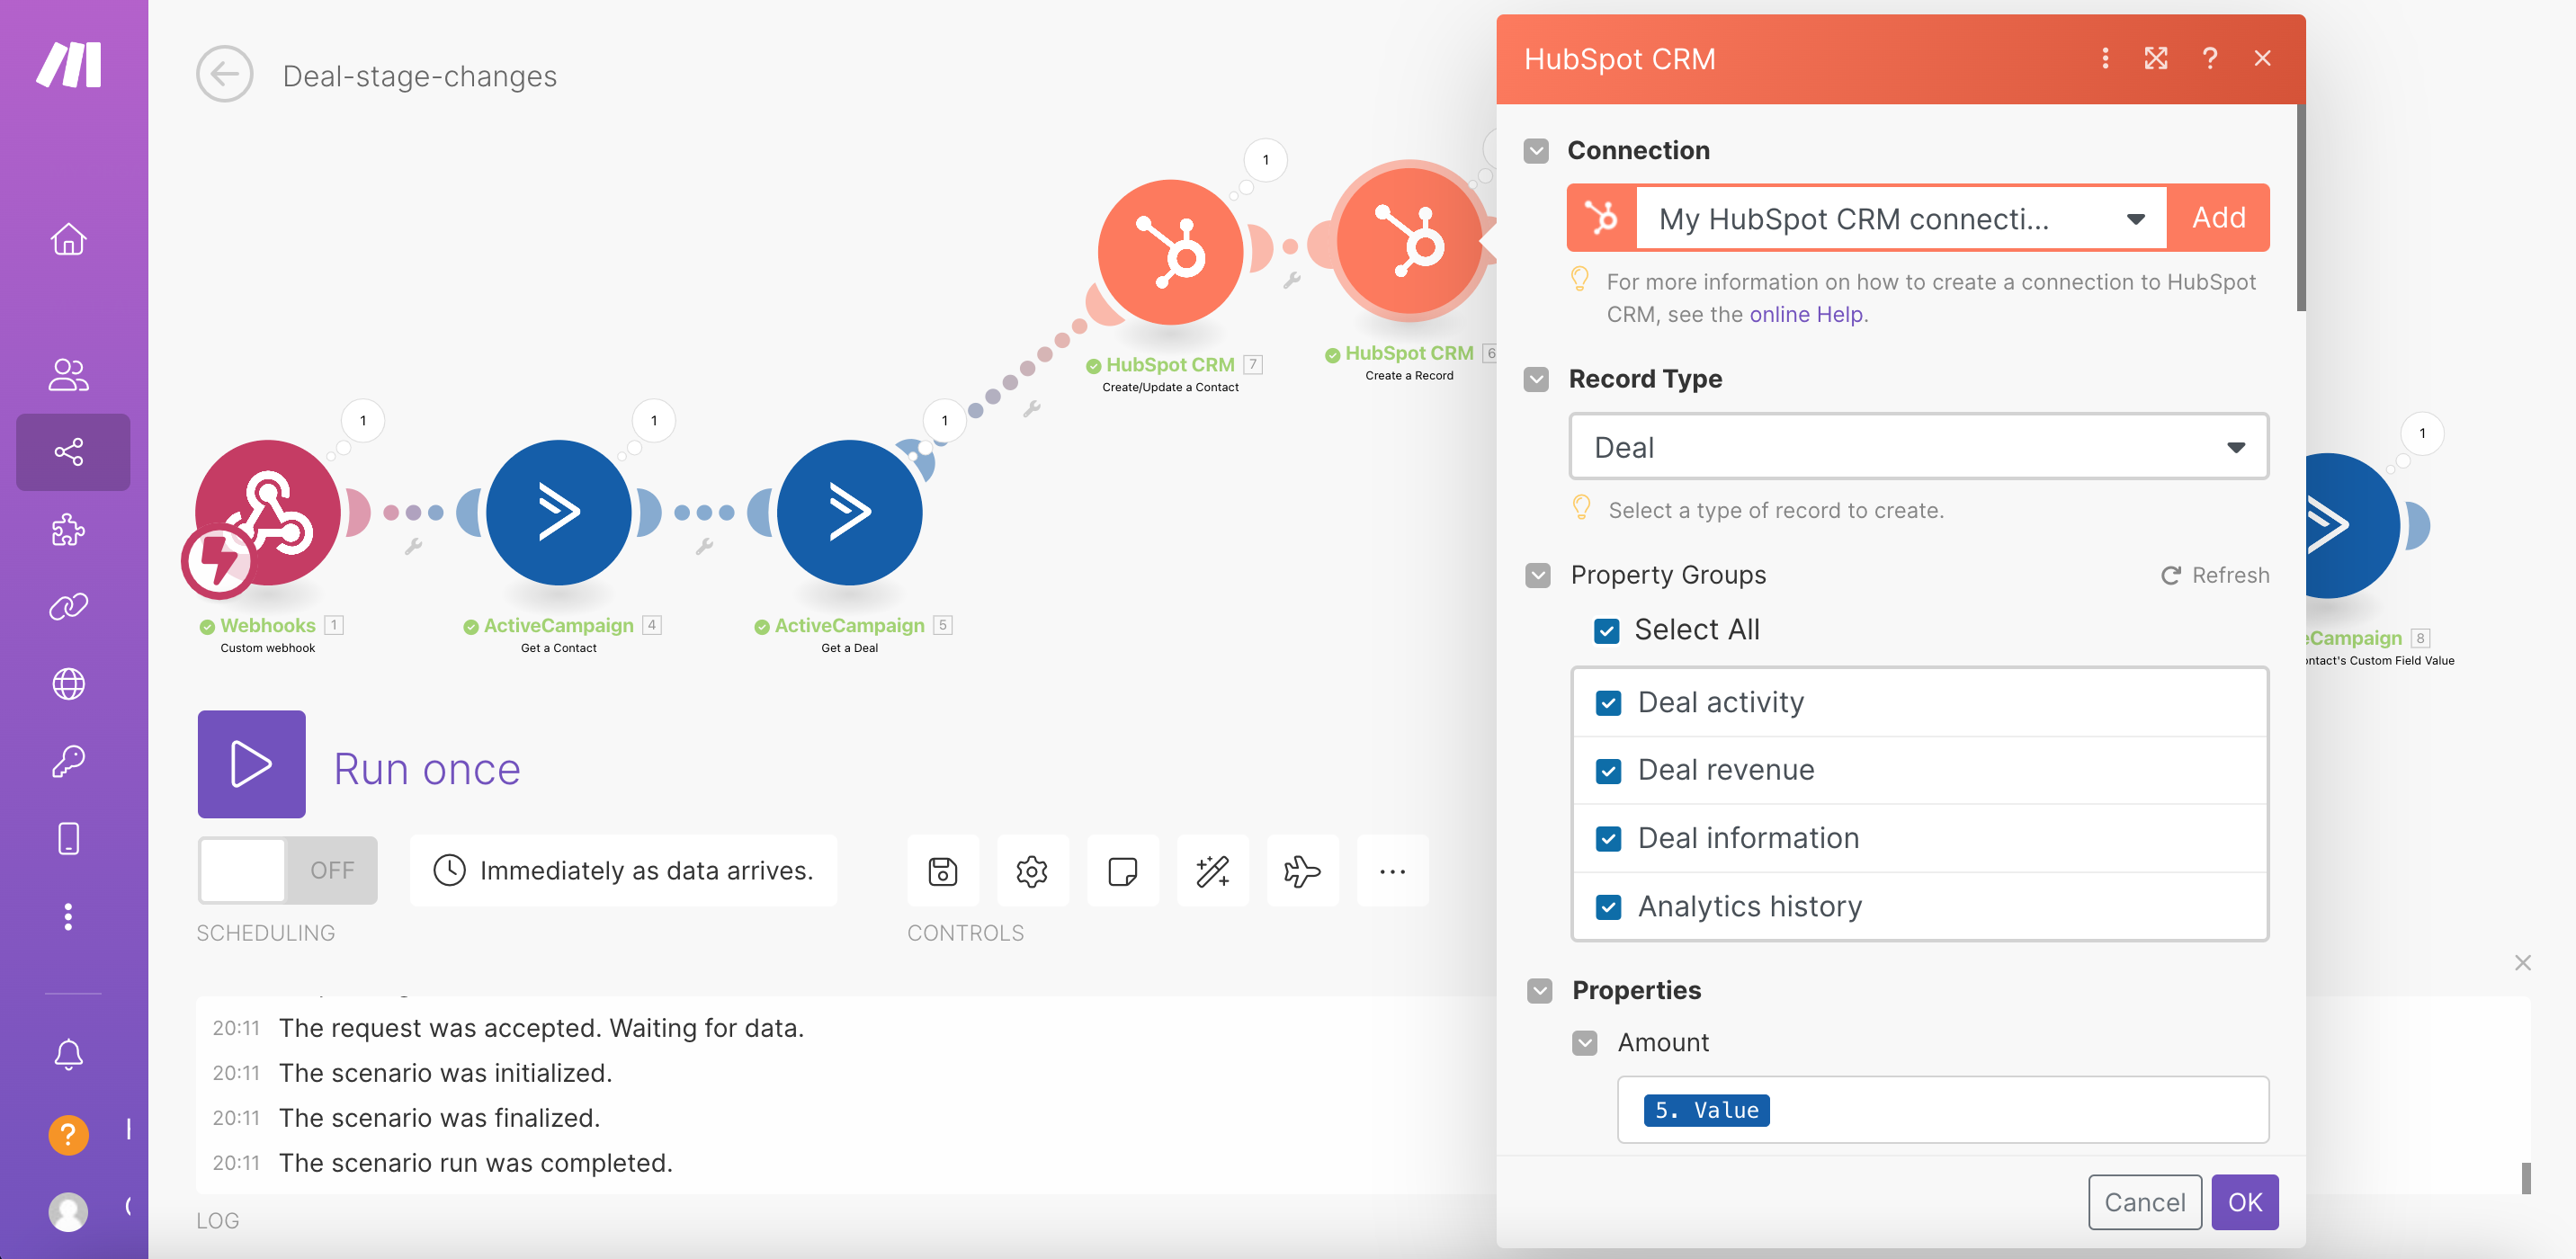 Deal-stage-changes
1
HubSpot CRM 7
Create/Update a Contact
HubSpot CRM 6
Create a Record
1
Webhooks 1
Custom webhook
1
ActiveCampaign 4
Get a Contact
1
ActiveCampaign 5
Get a Deal
1
Campaign 8
Custom Field Value
Run once
OFF
Immediately as data arrives.
SCHEDULING
CONTROLS
20:11 The request was accepted. Waiting for data.
20:11 The scenario was initialized.
20:11 The scenario was finalized.
20:11 The scenario run was completed.
LOG
?
HubSpot CRM
?
Connection
My HubSpot CRM connecti...
Add
For more information on how to create a connection to HubSpot
CRM, see the online Help.
Record Type
Deal
Select a type of record to create.
Property Groups
Refresh
Select All
Deal activity
Deal revenue
Deal information
Analytics history
Properties
Amount
5. Value
Cancel
OK